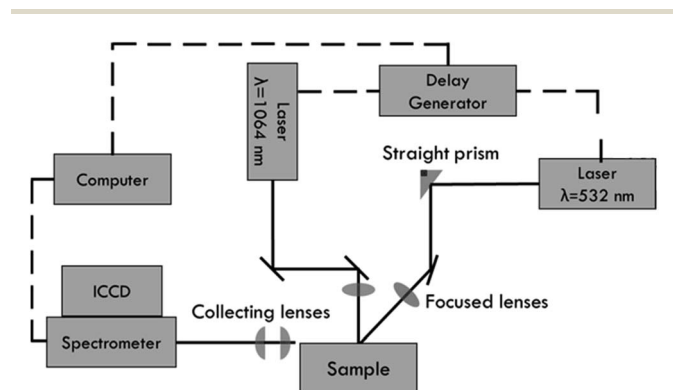 Delay
Generator
Laser
λ=1064 nm
Straight prism
Computer
Laser
λ=532 nm
ICCD
Collecting lenses
Focused lenses
Spectrometer
Sample